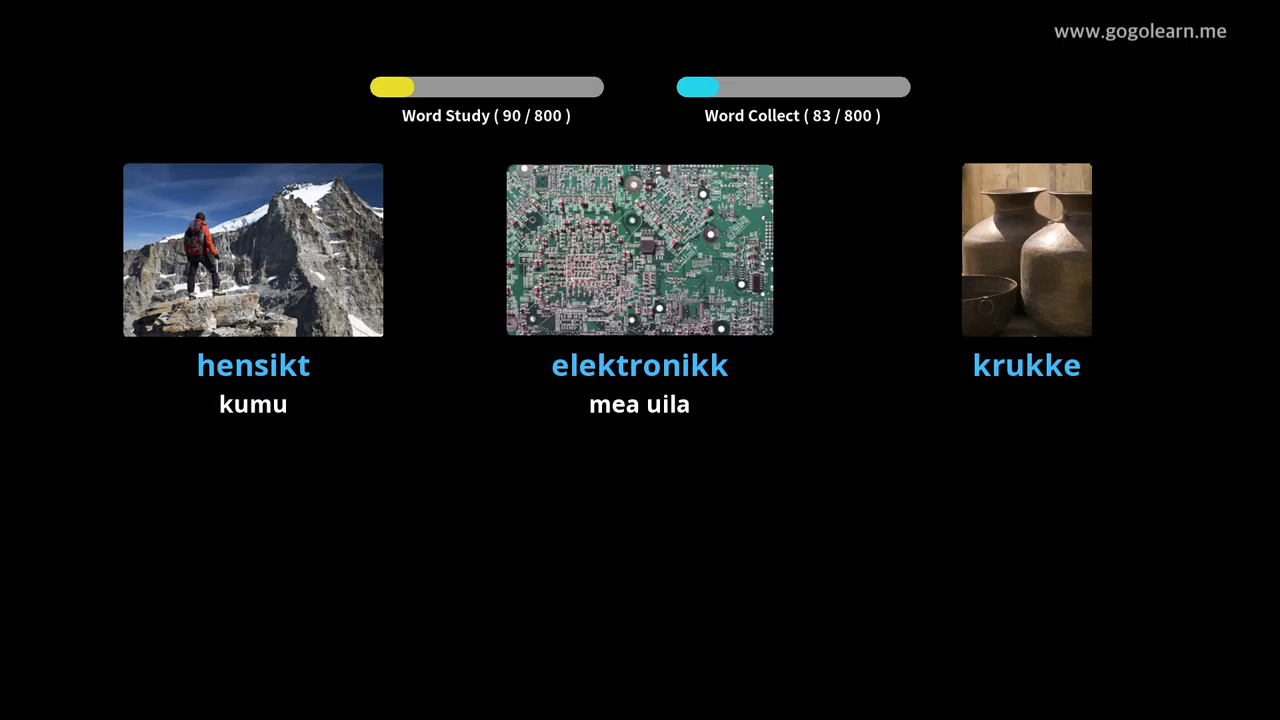 www.gogolearn.me
Word Study ( 90 / 800 )
Word Collect ( 83 / 800 )
hensikt
kumu
elektronikk
mea uila
krukke